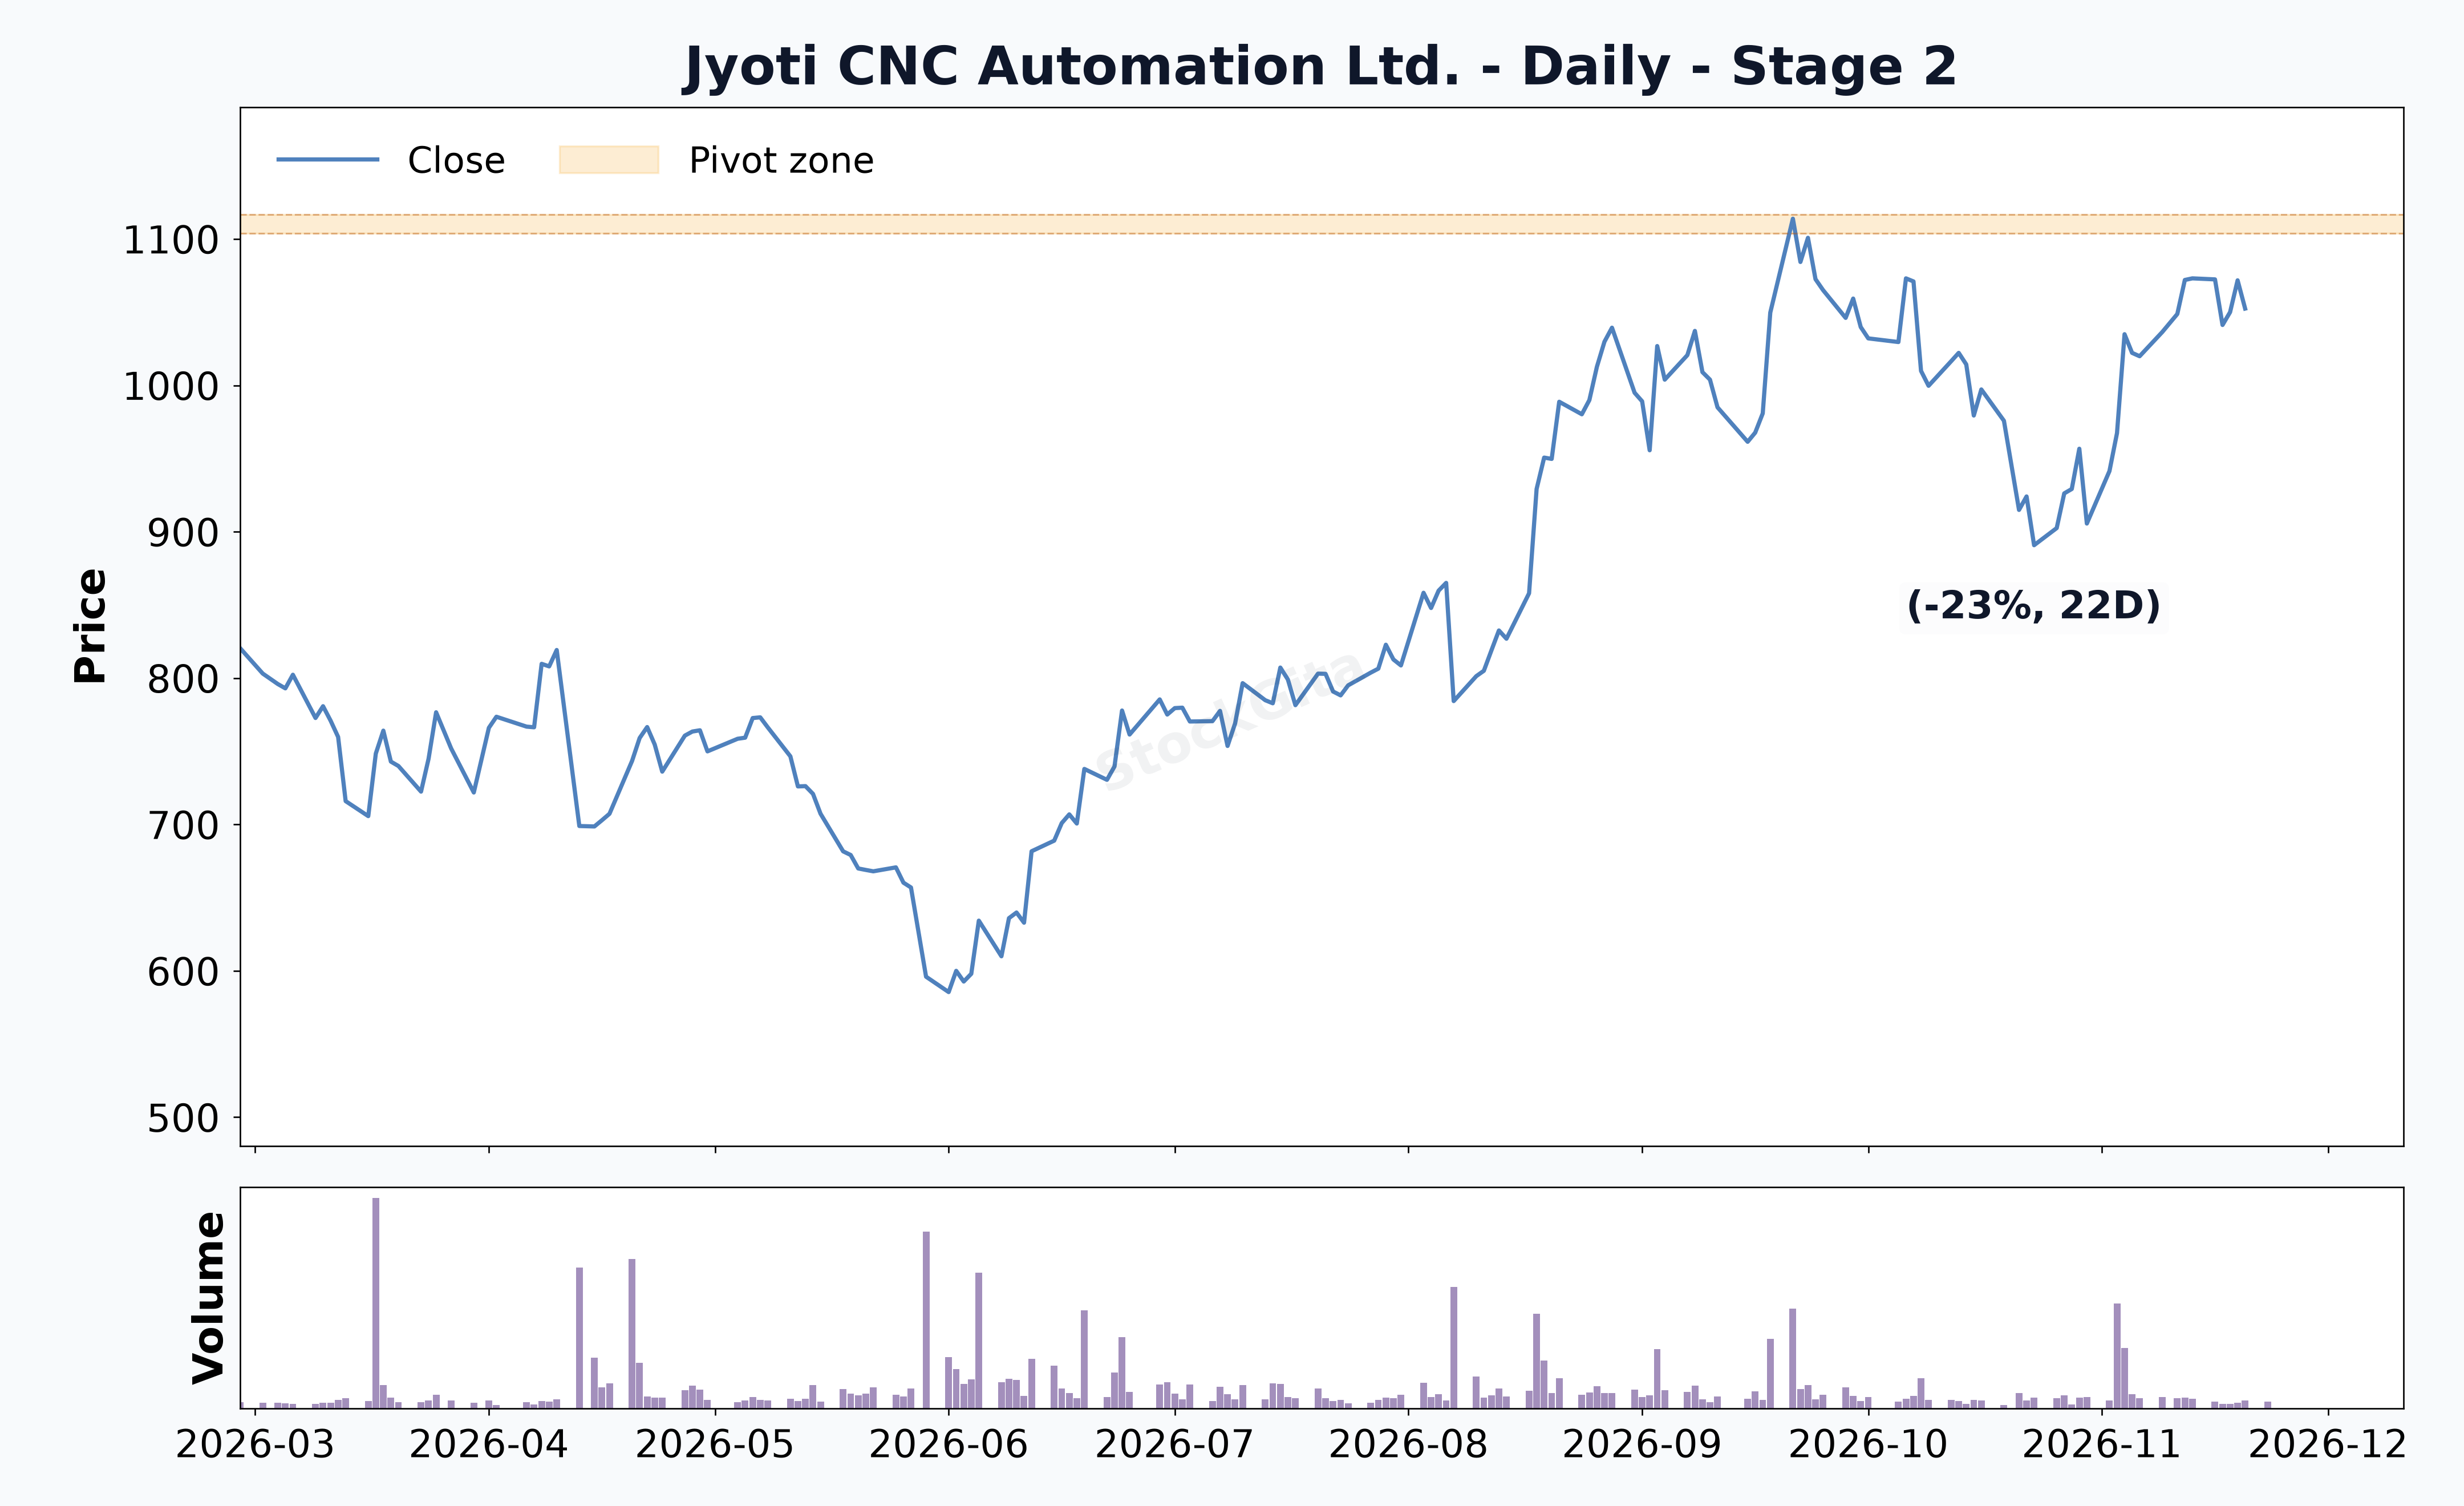 Jyoti CNC Automation Ltd. - Daily - Stage 2
Close Pivot zone
1100
1000
900
800
700
600
500
Price
(-23%, 22D)
StockGita
Volume
2026-03 2026-04 2026-05 2026-06 2026-07 2026-08 2026-09 2026-10 2026-11 2026-12